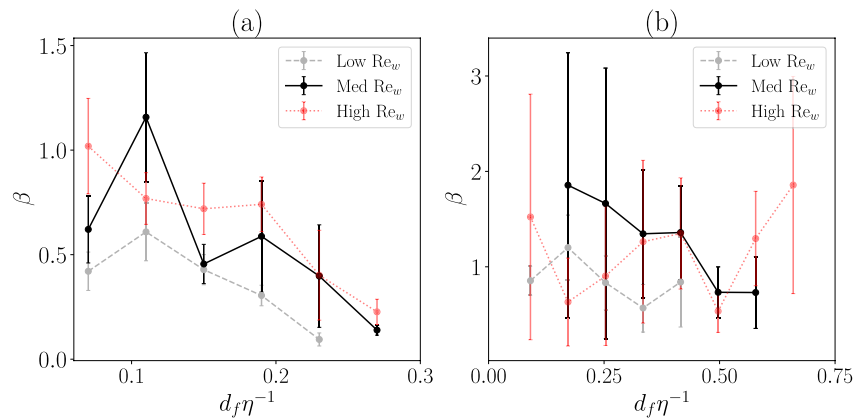 (a)
1.5
1.0
0.5
0.0
β
0.1 0.2 0.3
d_f η^{-1}
Low Re_w
Med Re_w
High Re_w
(b)
3
2
1
β
0.00 0.25 0.50 0.75
d_f η^{-1}
Low Re_w
Med Re_w
High Re_w